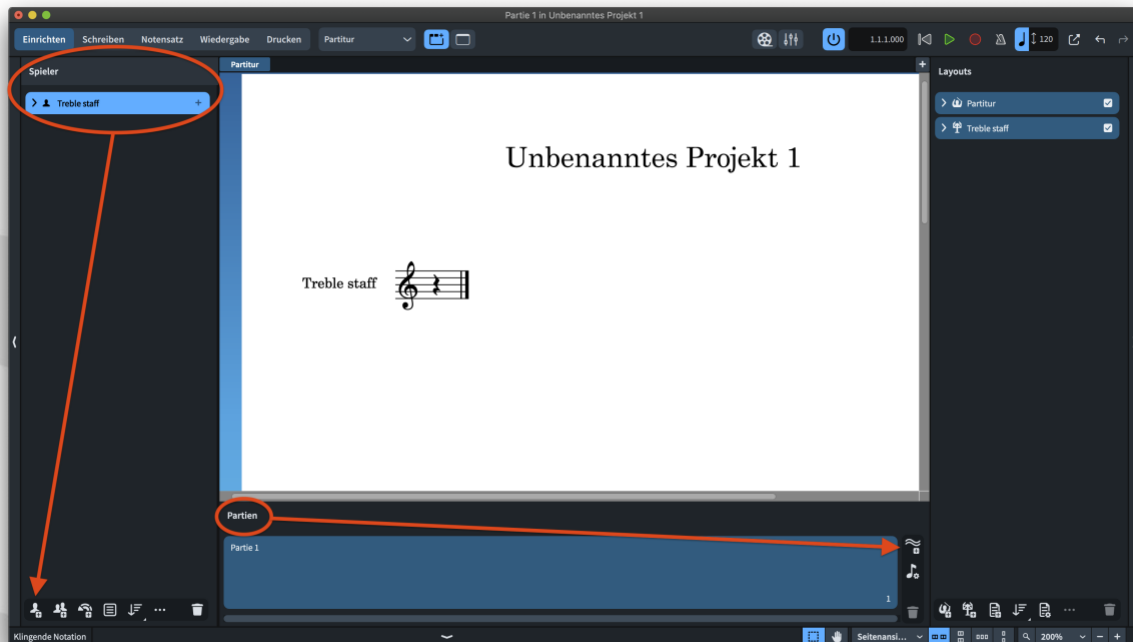 Partie 1 in Unbenanntes Projekt 1
Einrichten Schreiben Notensatz Wiedergabe Drucken Partitur 1.1.1.000 120
Spieler
Treble staff
Partitur
Unbenanntes Projekt 1
Treble staff
Layouts
Partitur
Treble staff
Partien
Partie 1
1
Klingende Notation Seitenansi... 200%